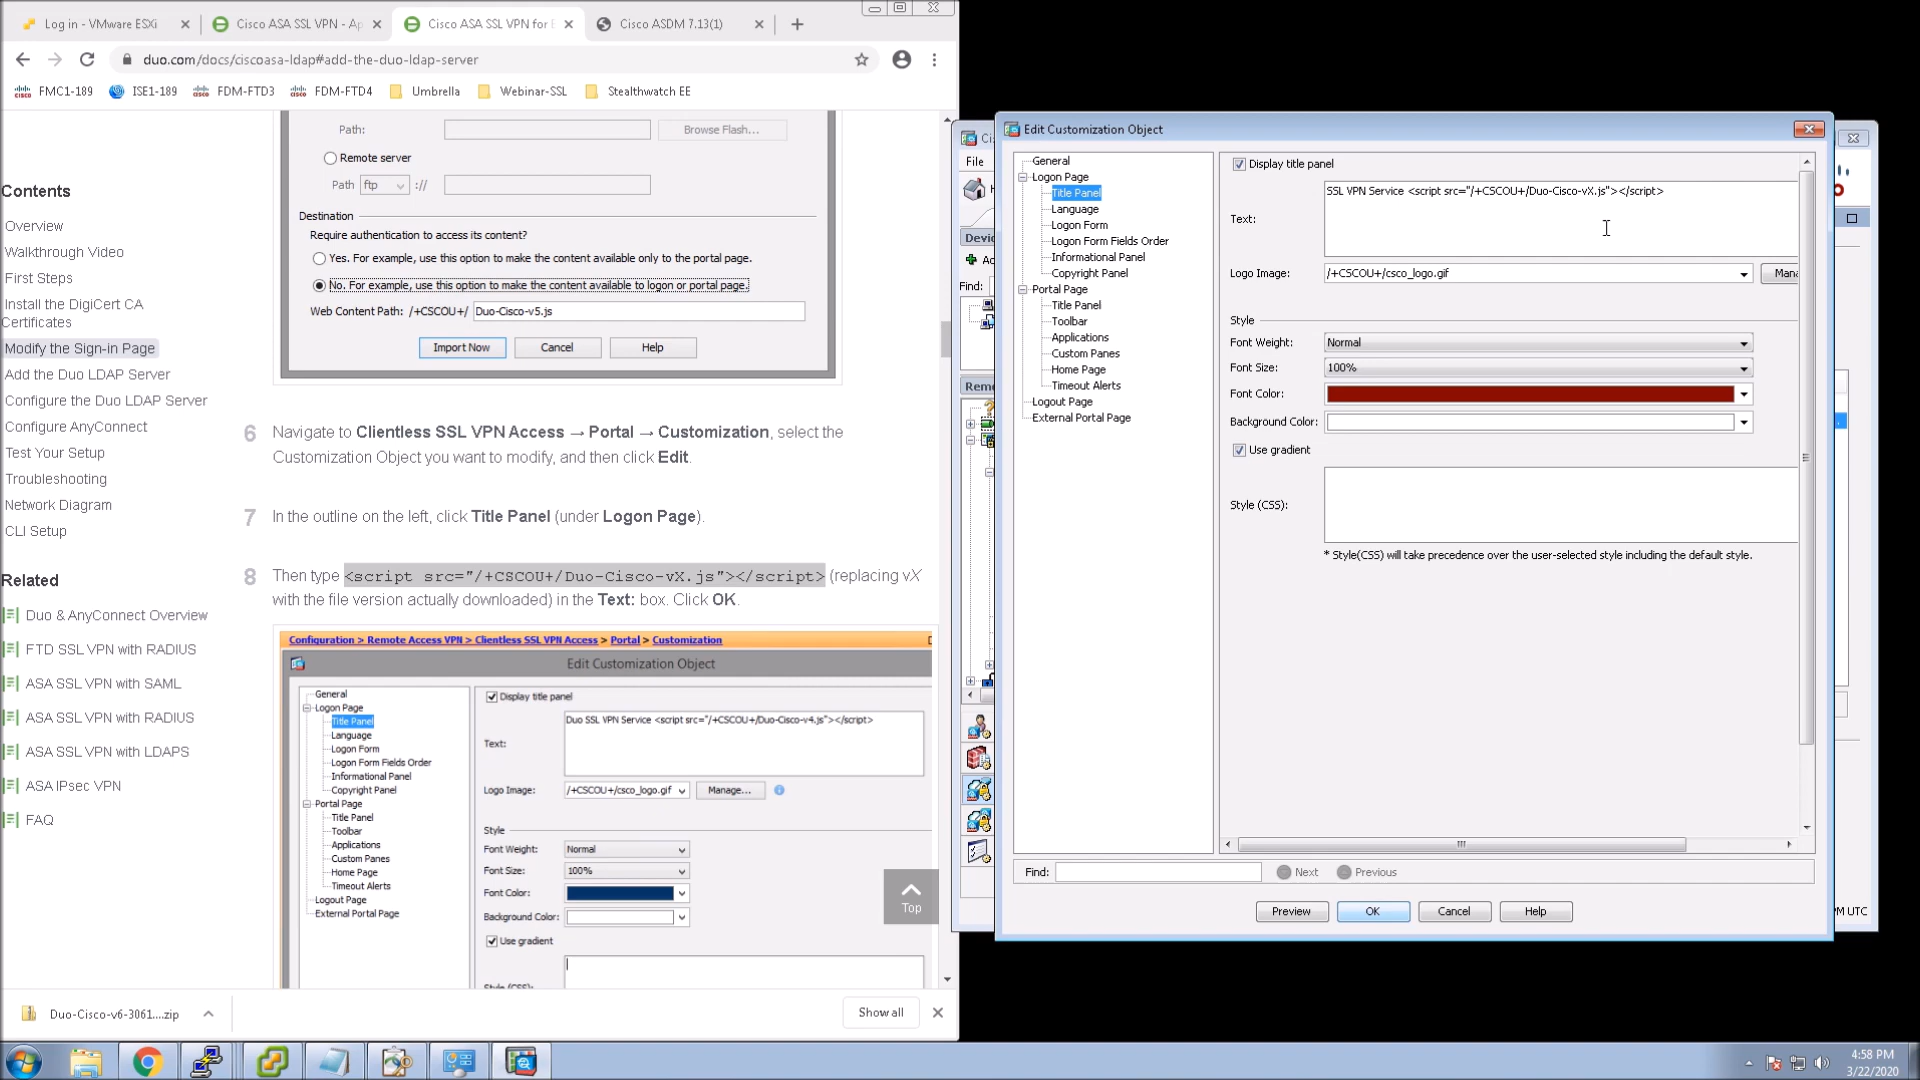 Log in - VMware ESXi
Cisco ASA SSL VPN - Ap
Cisco ASA SSL VPN for E
Cisco ASDM 7.13(1)
duo.com/docs/ciscoasa-ldap#add-the-duo-ldap-server
FMC1-189
ISE1-189
FDM-FTD3
FDM-FTD4
Umbrella
Webinar-SSL
Stealthwatch EE
Contents
Overview
Walkthrough Video
First Steps
Install the DigiCert CA
Certificates
Modify the Sign-in Page
Add the Duo LDAP Server
Configure the Duo LDAP Server
Configure AnyConnect
Test Your Setup
Troubleshooting
Network Diagram
CLI Setup
Related
Duo & AnyConnect Overview
FTD SSL VPN with RADIUS
ASA SSL VPN with SAML
ASA SSL VPN with RADIUS
ASA SSL VPN with LDAPS
ASA IPsec VPN
FAQ
Path:
Browse Flash...
Remote server
Path ftp ://
Destination
Require authentication to access its content?
Yes. For example, use this option to make the content available only to the portal page.
No. For example, use this option to make the content available to logon or portal page.
Web Content Path: /+CSCOU+/ Duo-Cisco-v5.js
Import Now Cancel Help
6 Navigate to Clientless SSL VPN Access → Portal → Customization, select the
Customization Object you want to modify, and then click Edit.
7 In the outline on the left, click Title Panel (under Logon Page).
8 Then type <script src="/+CSCOU+/Duo-Cisco-vX.js"></script> (replacing vX
with the file version actually downloaded) in the Text: box. Click OK.
Configuration > Remote Access VPN > Clientless SSL VPN Access > Portal > Customization
Edit Customization Object
General
Logon Page
Title Panel
Language
Logon Form
Logon Form Fields Order
Informational Panel
Copyright Panel
Portal Page
Title Panel
Toolbar
Applications
Custom Panes
Home Page
Timeout Alerts
Logout Page
External Portal Page
Display title panel
Duo SSL VPN Service <script src="/+CSCOU+/Duo-Cisco-v4.js"></script>
Text:
Logo Image: /+CSCOU+/csco_logo.gif Manage...
Style
Font Weight: Normal
Font Size: 100%
Font Color:
Background Color:
Use gradient
Style (CSS):
Top
Duo-Cisco-v6-3061....zip
Show all
File
Devi
Find:
Remo
Edit Customization Object
General
Logon Page
Title Panel
Language
Logon Form
Logon Form Fields Order
Informational Panel
Copyright Panel
Portal Page
Title Panel
Toolbar
Applications
Custom Panes
Home Page
Timeout Alerts
Logout Page
External Portal Page
Display title panel
SSL VPN Service <script src="/+CSCOU+/Duo-Cisco-vX.js"></script>
Text:
Logo Image: /+CSCOU+/csco_logo.gif Mana
Style
Font Weight: Normal
Font Size: 100%
Font Color:
Background Color:
Use gradient
Style (CSS):
* Style(CSS) will take precedence over the user-selected style including the default style.
Find: Next Previous
Preview OK Cancel Help
PM UTC
4:58 PM
3/22/2020